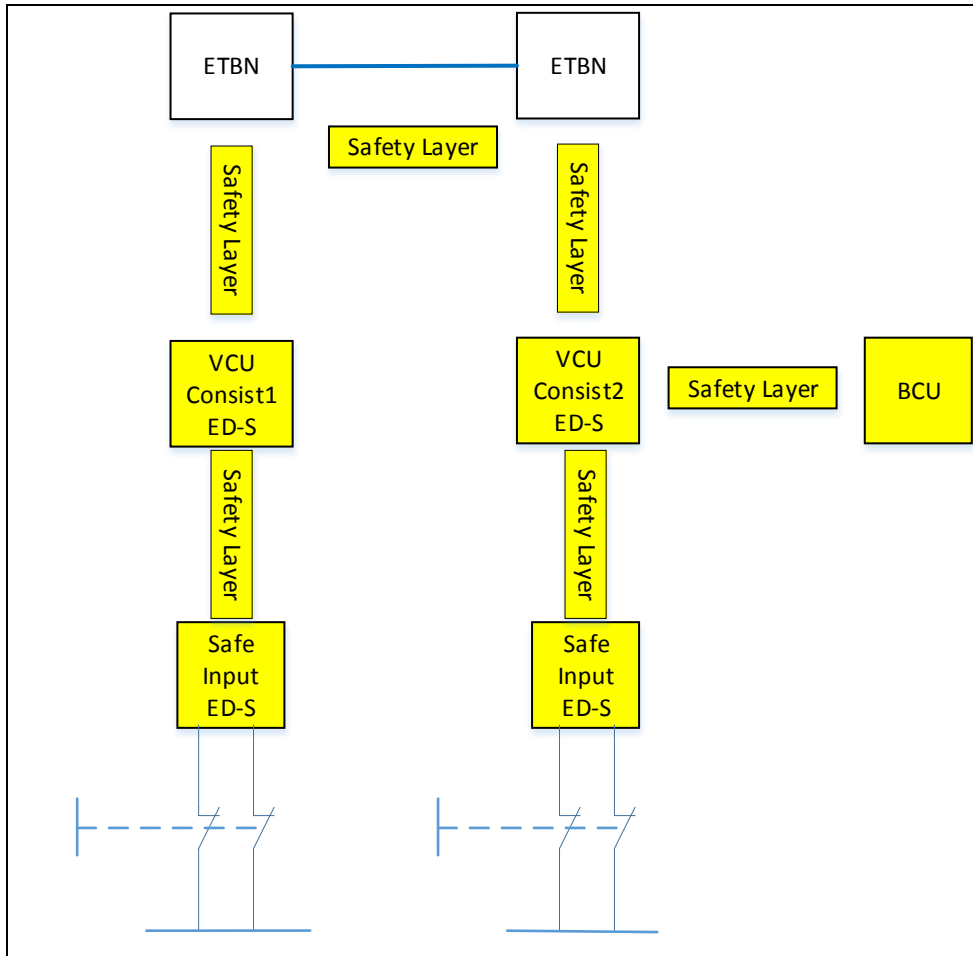 ETBN
ETBN
Safety Layer
Safety Layer
Safety Layer
VCU
Consist1
ED-S
VCU
Consist2
ED-S
Safety Layer
BCU
Safety Layer
Safety Layer
Safe
Input
ED-S
Safe
Input
ED-S